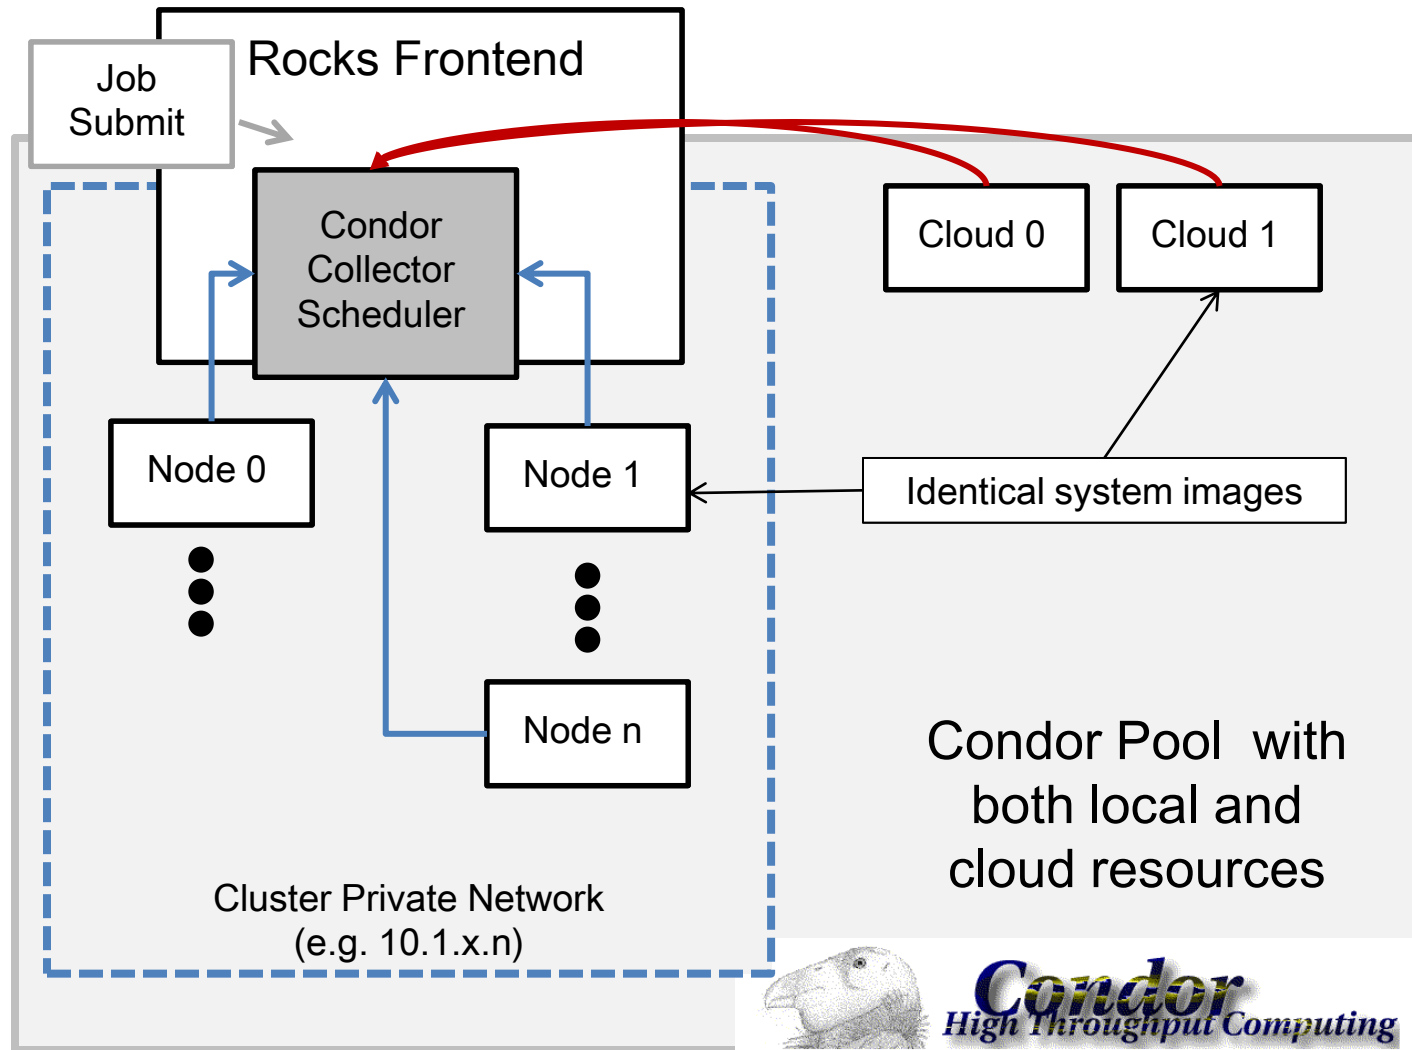 Rocks Frontend
Job
Submit
Condor
Collector
Scheduler
Cloud 0
Cloud 1
Node 0
Node 1
Identical system images
Node n
Condor Pool with
both local and
cloud resources
Cluster Private Network
(e.g. 10.1.x.n)
Condor
High Throughput Computing